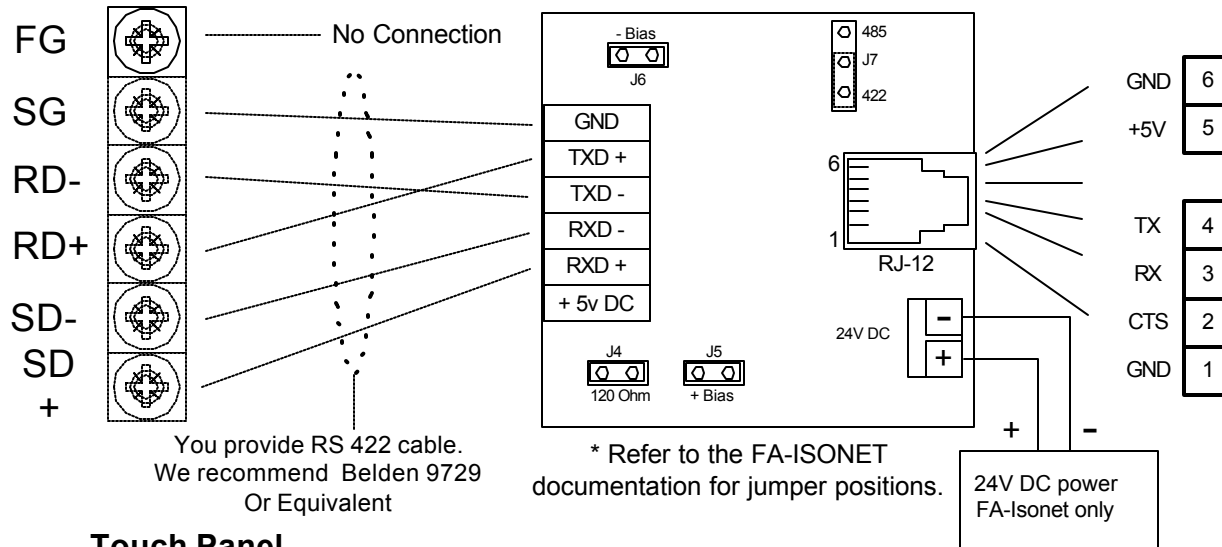 FG
SG
RD-
RD+
SD-
SD
+
No Connection
You provide RS 422 cable.
We recommend Belden 9729
Or Equivalent
- Bias
J6
485
J7
422
GND
TXD +
TXD -
RXD -
RXD +
+ 5v DC
6
1
RJ-12
24V DC
-
+
J4
120 Ohm
J5
+ Bias
* Refer to the FA-ISONET
documentation for jumper positions.
+ -
24V DC power
FA-Isonet only
GND 6
+5V 5
TX 4
RX 3
CTS 2
GND 1
Touch Panel